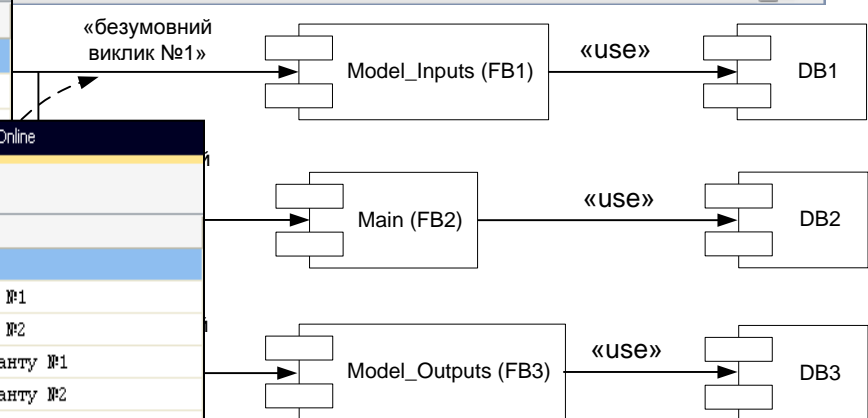 «безумовний
виклик №1»
Model_Inputs (FB1)
«use»
DB1
Online
й
Main (FB2)
«use»
DB2
№1
№2
анту №1
анту №2
Model_Outputs (FB3)
«use»
DB3